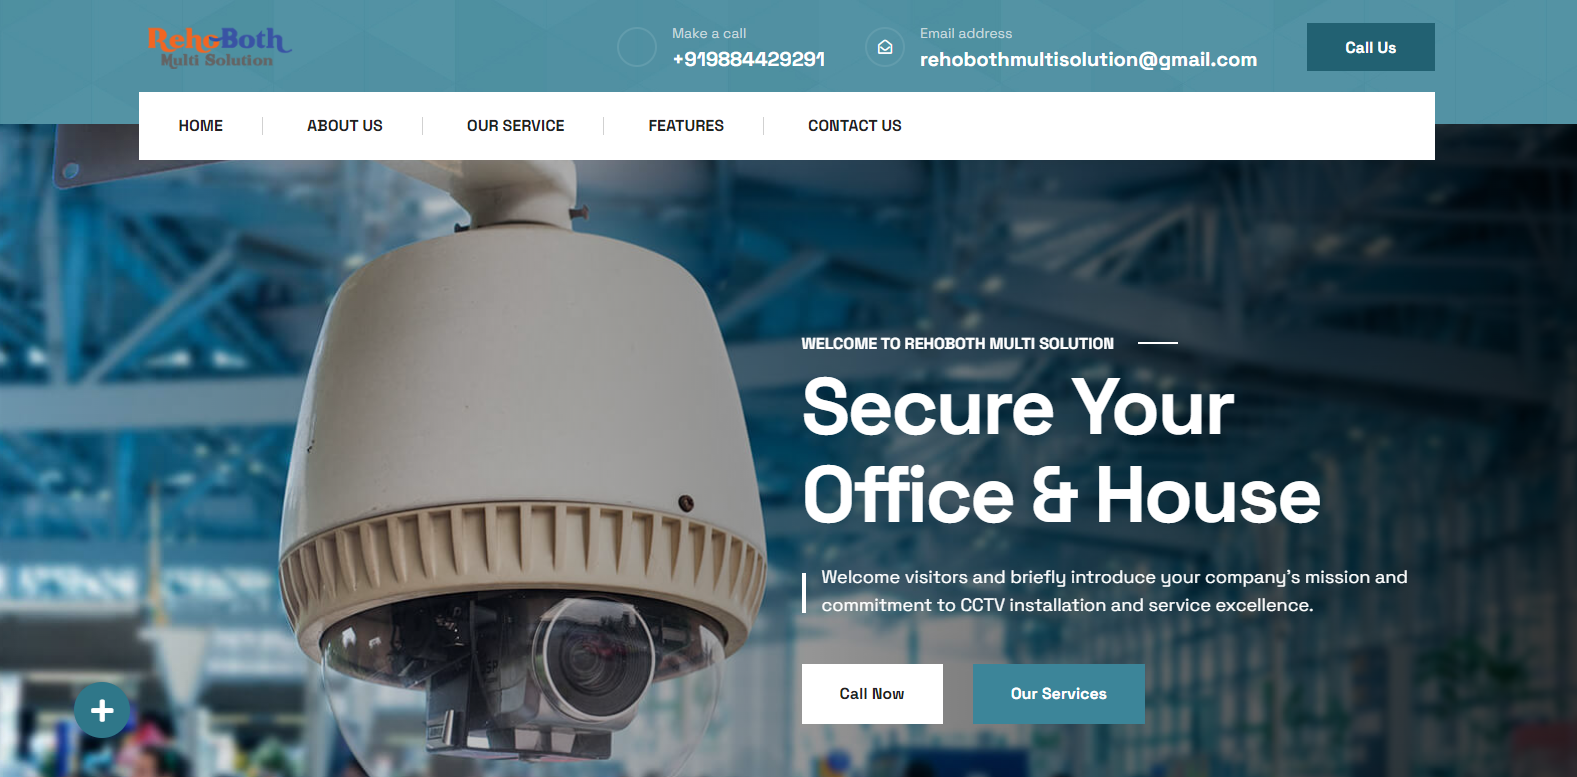 RehoBoth
Multi Solution
Make a call
+919884429291
Email address
rehobothmultisolution@gmail.com
Call Us
HOME
ABOUT US
OUR SERVICE
FEATURES
CONTACT US
WELCOME TO REHOBOTH MULTI SOLUTION
Secure Your
Office & House
Welcome visitors and briefly introduce your company's mission and
commitment to CCTV installation and service excellence.
Call Now
Our Services